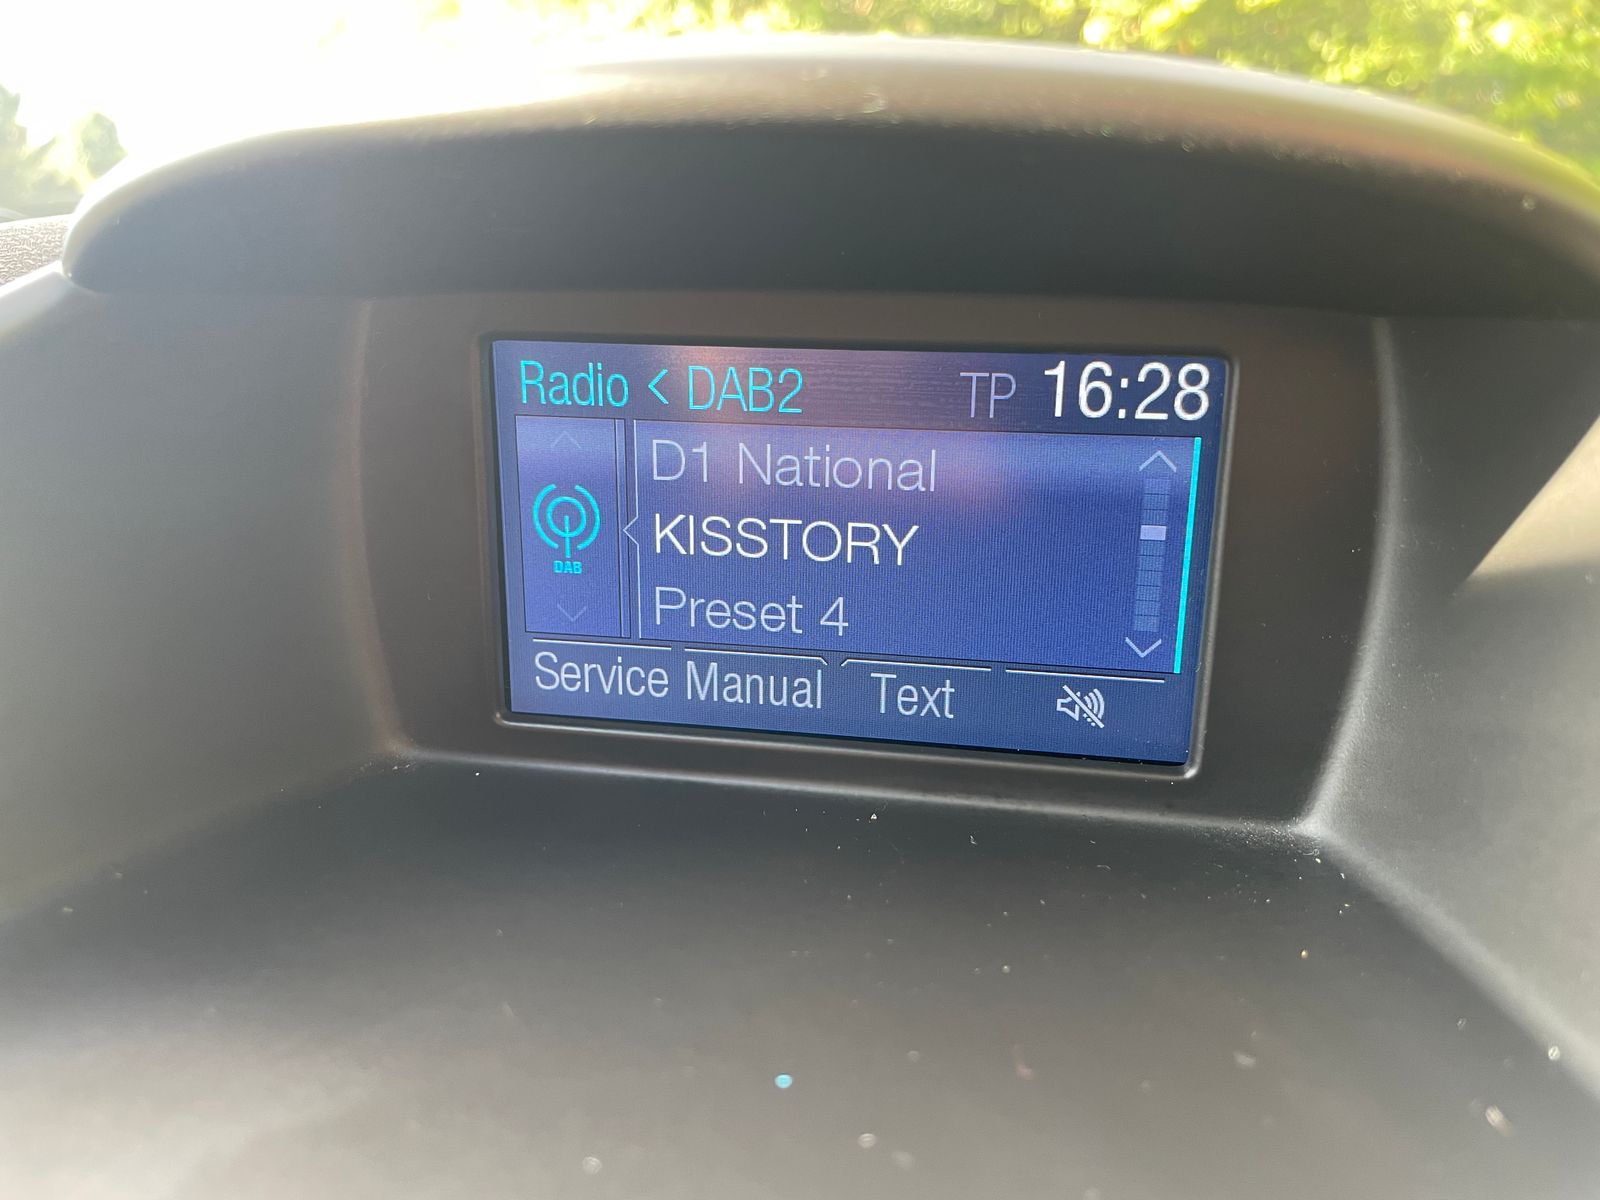 Radio < DAB2 TP 16:28
D1 National
KISSTORY
DAB
Preset 4
Service Manual Text